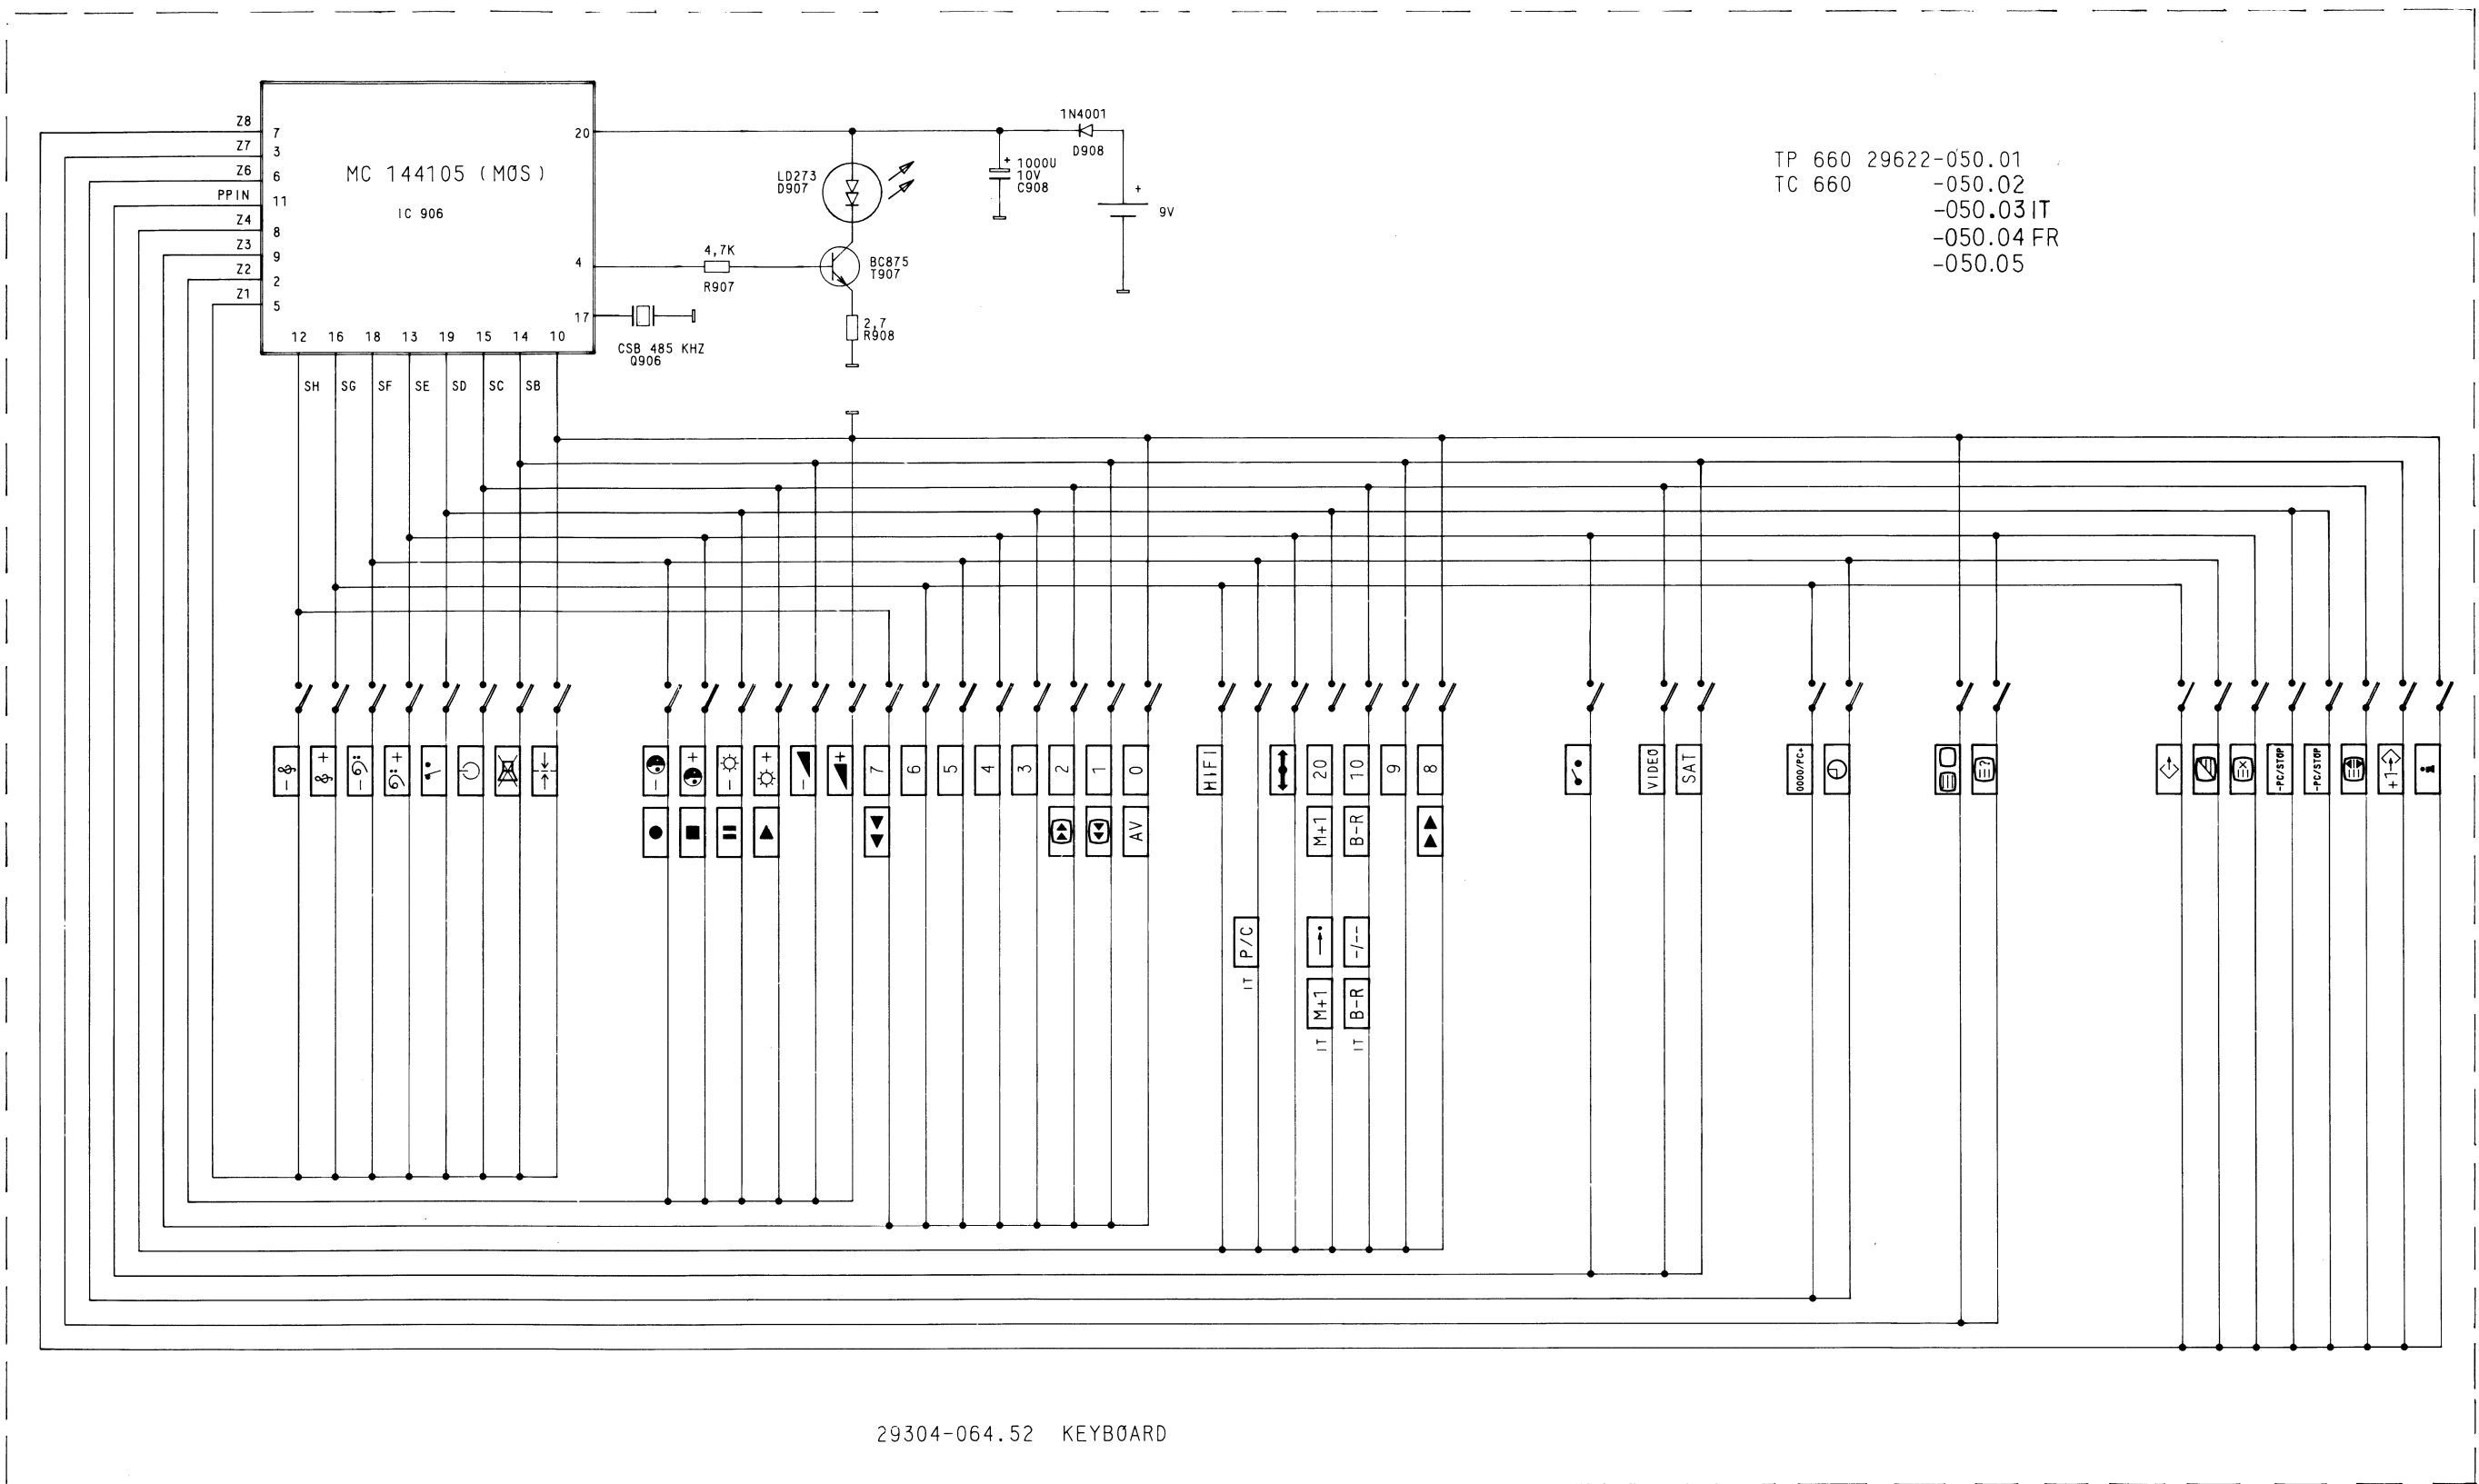 1N4001
D908
Z8
7
20
Z7
3
Z6
6
PPIN
11
Z4
8
Z3
9
Z2
2
Z1
5
MC 144105 (MØS)
IC 906
4
17
12 16 18 13 19 15 14 10
SH SG SF SE SD SC SB
LD273
D907
+ 1000U
10V
C908
+
9V
4,7K
R907
BC875
T907
2,7
R908
CSB 485 KHZ
Q906
TP 660 29622-050.01
TC 660 -050.02
-050.03 IT
-050.04 FR
-050.05
-
+
-
+
-
+
-
+
-
+
7
6
5
4
3
2
1
0
HIFI
20
10
9
8
VIDEO
SAT
0000/PC+
?
X
-PC/STOP
-PC/STOP
+1
i
AV
M+1
B-R
P/C
IT
-/--
M+1
IT
B-R
IT
29304-064.52 KEYBØARD